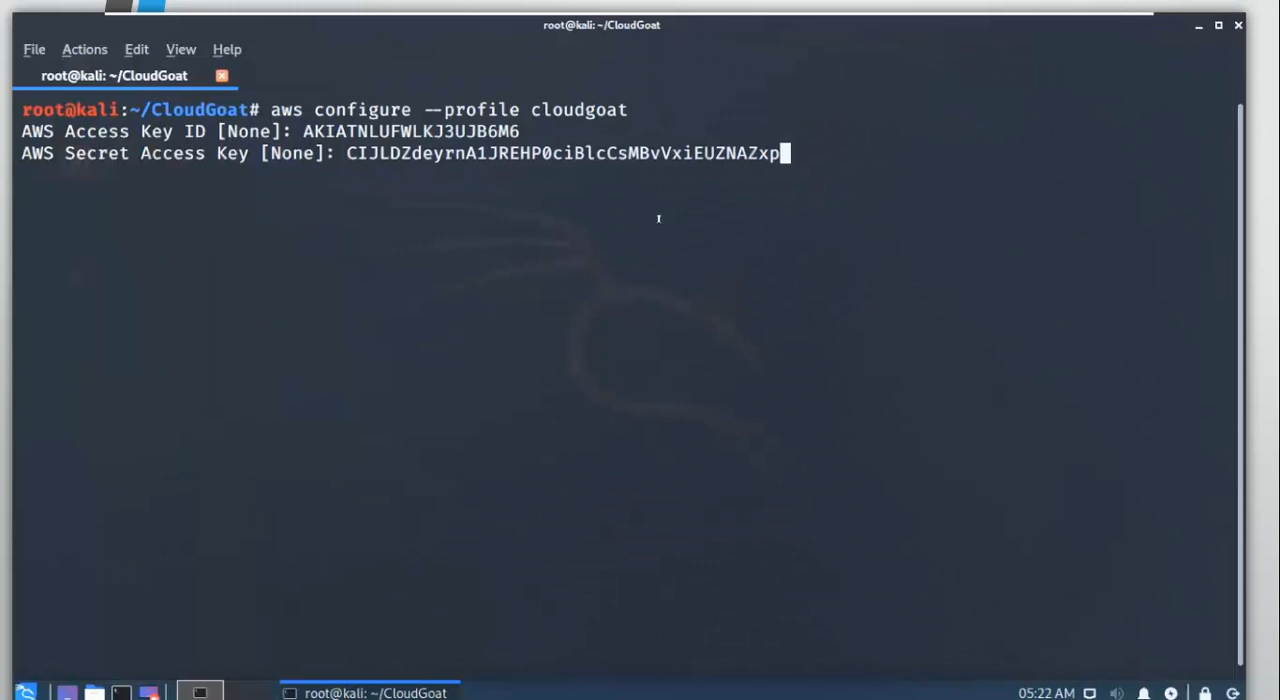 root@kali: ~/CloudGoat
File Actions Edit View Help
root@kali: ~/CloudGoat
root@kali:~/CloudGoat# aws configure --profile cloudgoat
AWS Access Key ID [None]: AKIATNLUFWLKJ3UJB6M6
AWS Secret Access Key [None]: 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
root@kali: ~/CloudGoat
05:22 AM